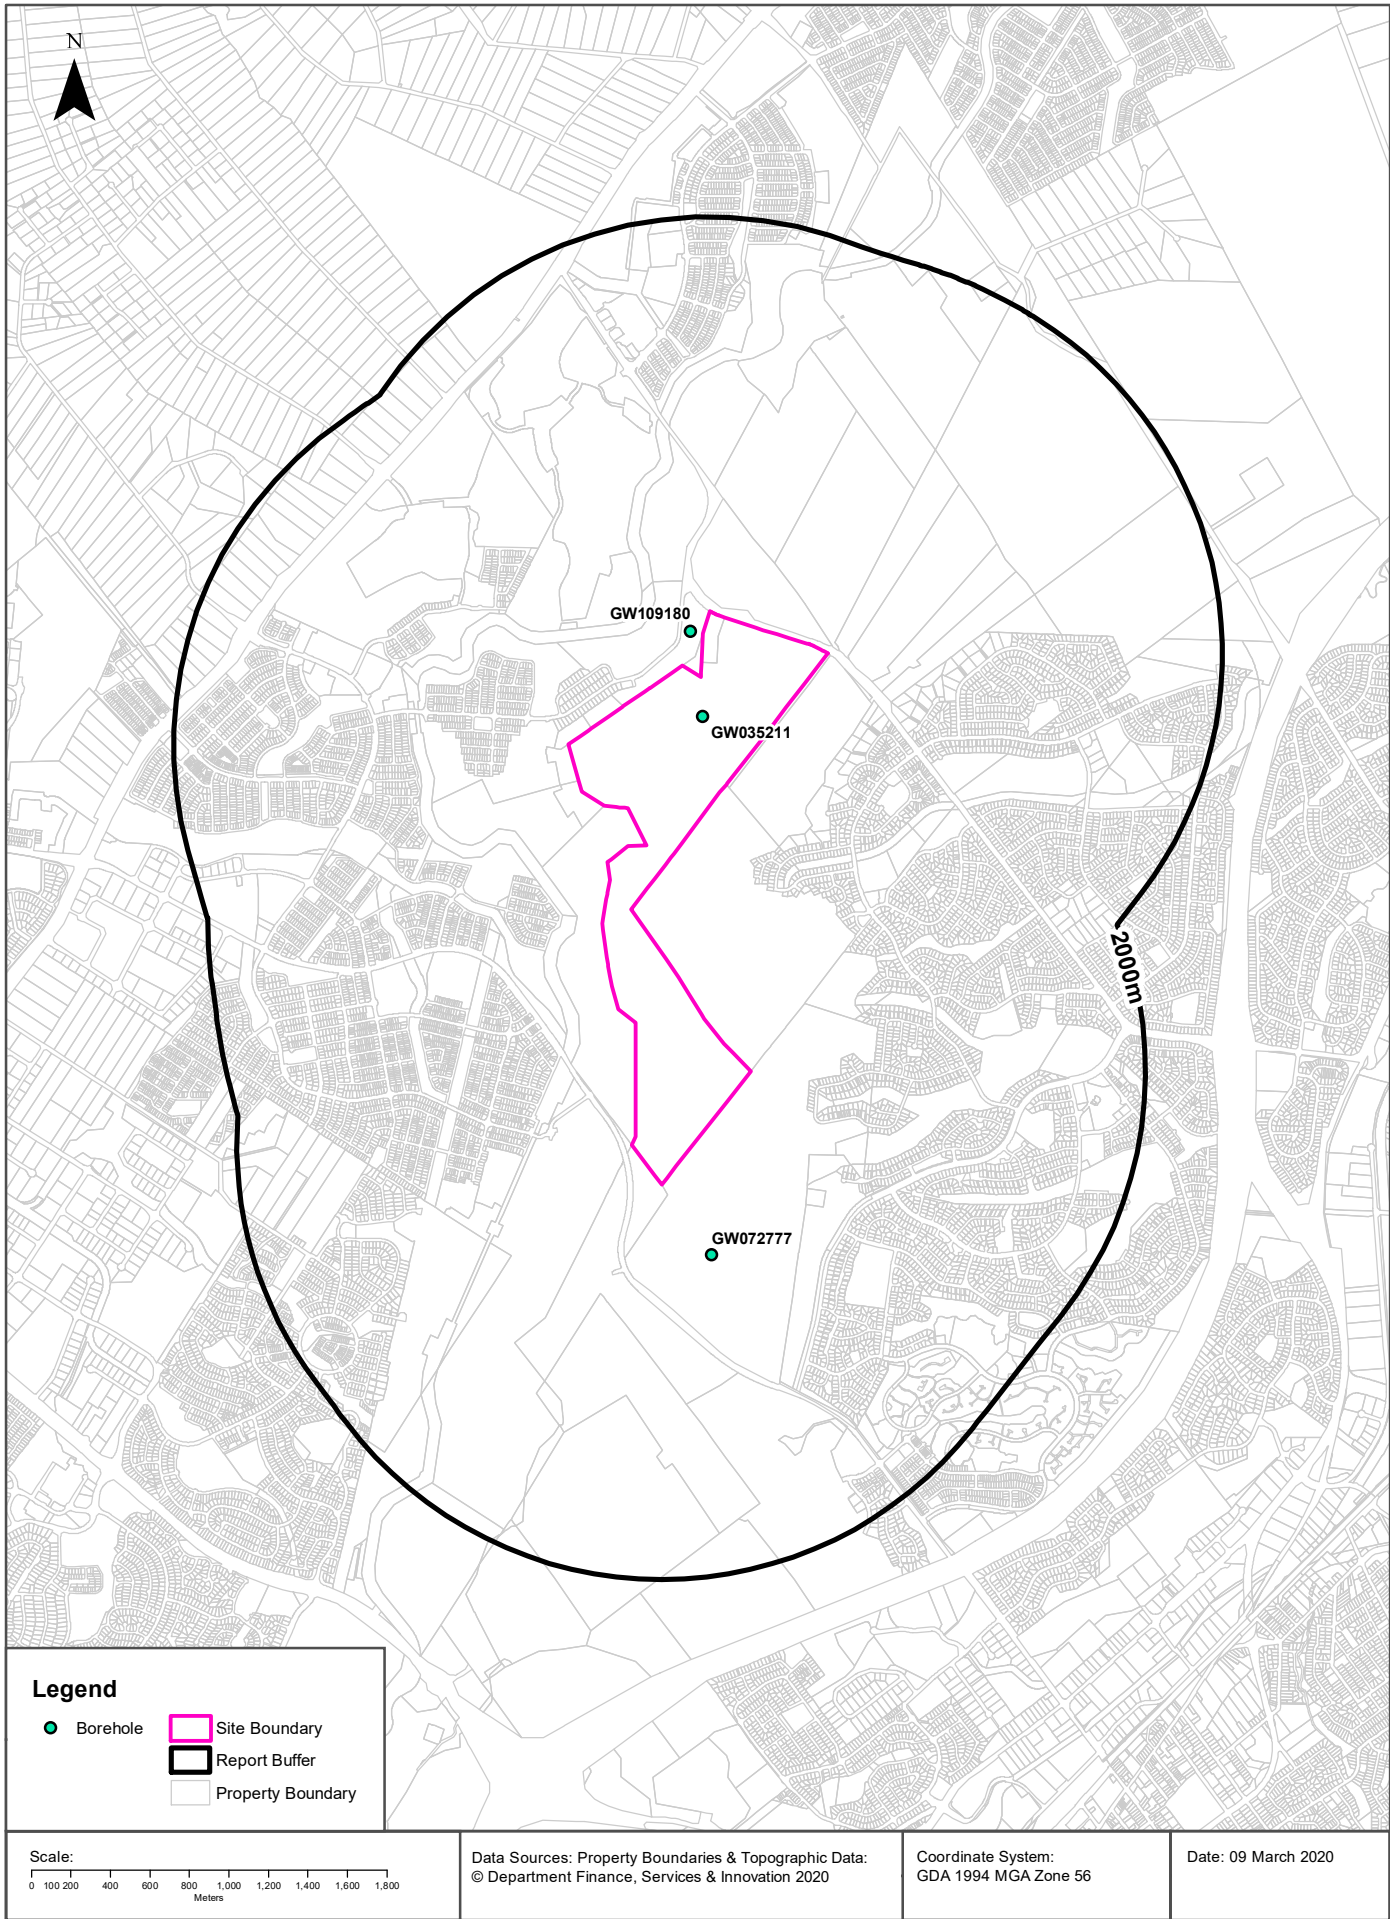 N
GW109180
GW035211
2000m
GW072777
Legend
Borehole
Site Boundary
Report Buffer
Property Boundary
Scale:
0 100 200 400 600 800 1,000 1,200 1,400 1,600 1,800
Meters
Data Sources: Property Boundaries & Topographic Data:
© Department Finance, Services & Innovation 2020
Coordinate System:
GDA 1994 MGA Zone 56
Date: 09 March 2020